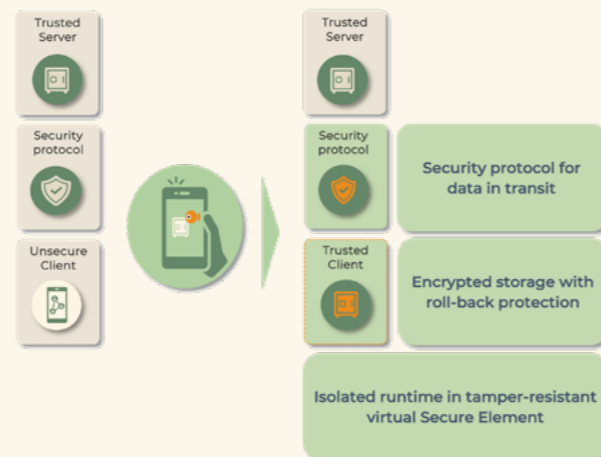 Trusted
Server
Security
protocol
Unsecure
Client
Trusted
Server
Security
protocol
Security protocol for
data in transit
Trusted
Client
Encrypted storage with
roll-back protection
Isolated runtime in tamper-resistant
virtual Secure Element